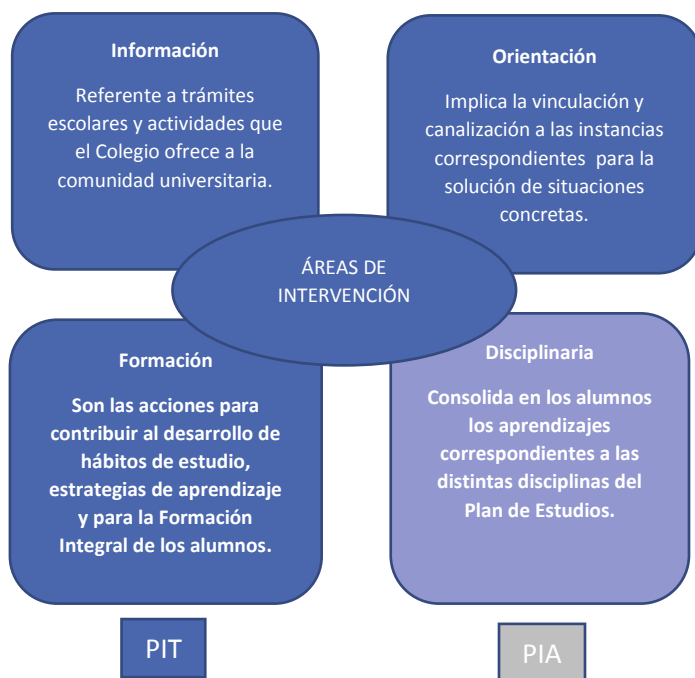 Información
Referente a trámites
escolares y actividades que
el Colegio ofrece a la
comunidad universitaria.
Orientación
Implica la vinculación y
canalización a las instancias
correspondientes para la
solución de situaciones
concretas.
ÁREAS DE
INTERVENCIÓN
Formación
Son las acciones para
contribuir al desarrollo de
hábitos de estudio,
estrategias de aprendizaje
y para la Formación
Integral de los alumnos.
Disciplinaria
Consolida en los alumnos
los aprendizajes
correspondientes a las
distintas disciplinas del
Plan de Estudios.
PIT
PIA